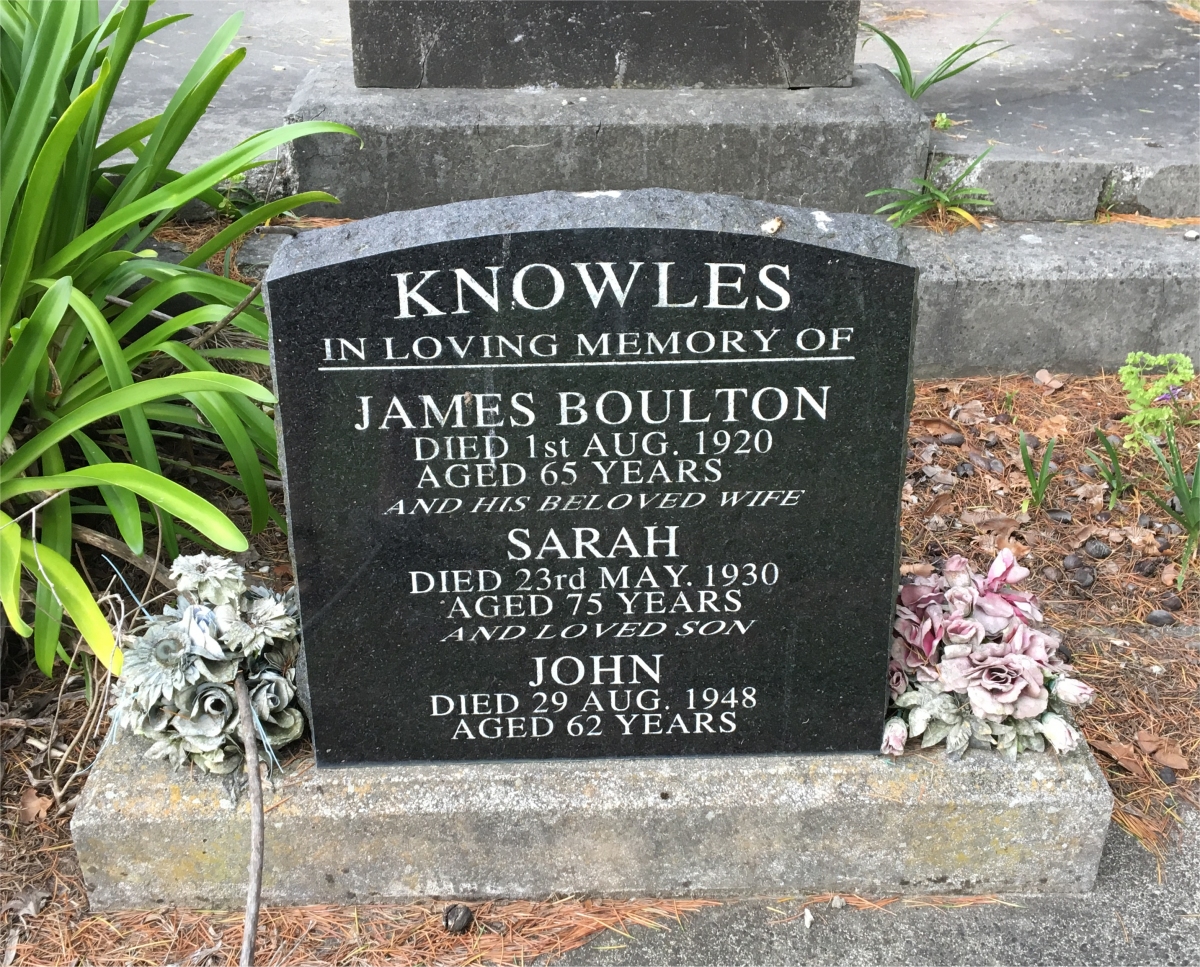 KNOWLES
IN LOVING MEMORY OF
JAMES BOULTON
DIED 1st AUG. 1920
AGED 65 YEARS
AND HIS BELOVED WIFE
SARAH
DIED 23rd MAY. 1930
AGED 75 YEARS
AND LOVED SON
JOHN
DIED 29 AUG. 1948
AGED 62 YEARS